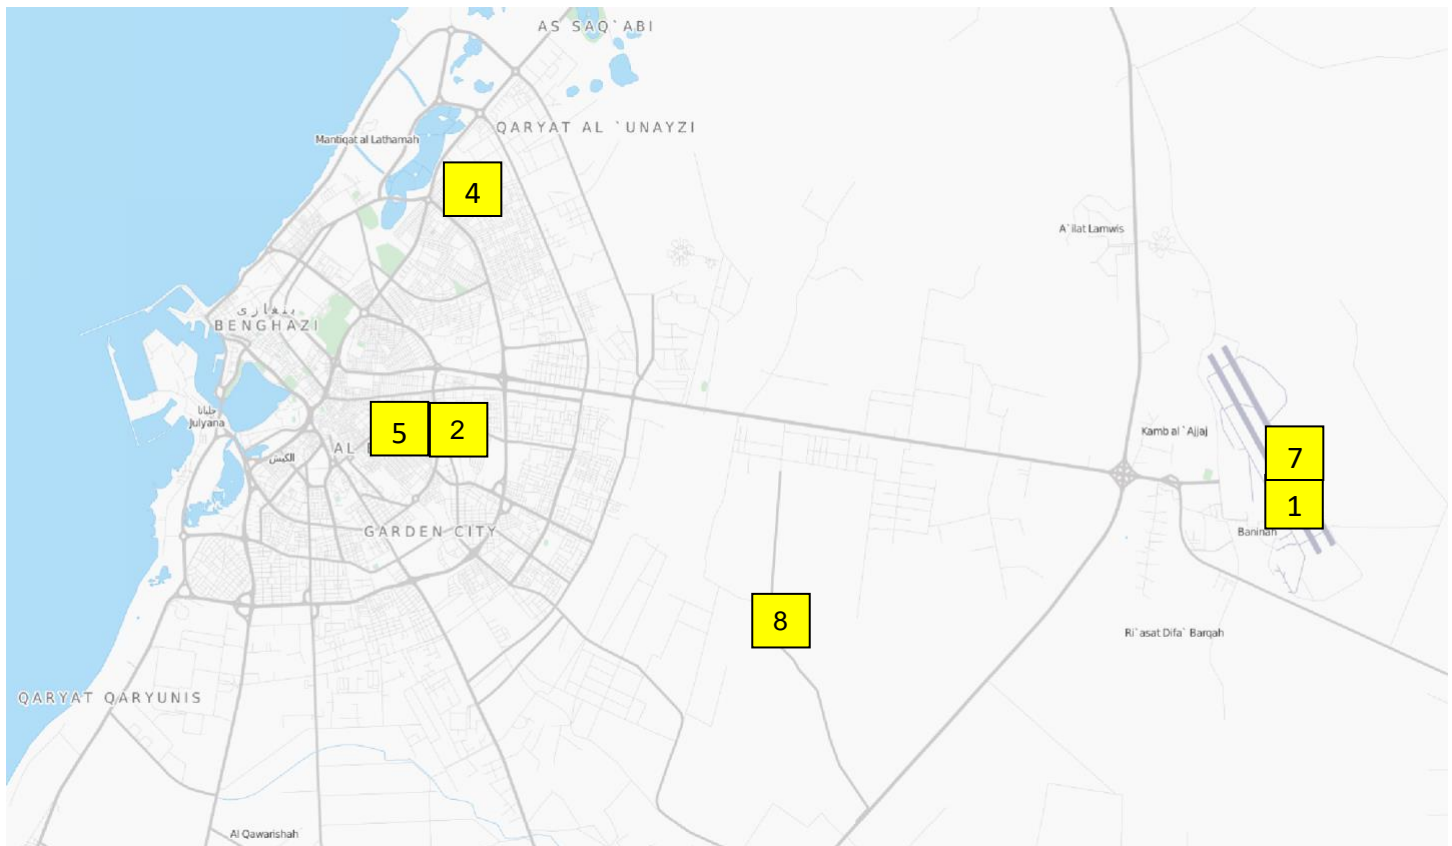 AS SAQ`ABI
QARYAT AL `UNAYZI
Mantiqat al Lathamah
4
A`ilat Lamwis
بنغازي
BENGHAZI
جليانا
Julyana
5
2
AL
الكيش
Kamb al `Ajjaj
7
1
GARDEN CITY
Baninah
8
Ri`asat Difa` Barqah
QARYAT QARYUNIS
Al Qawarishah